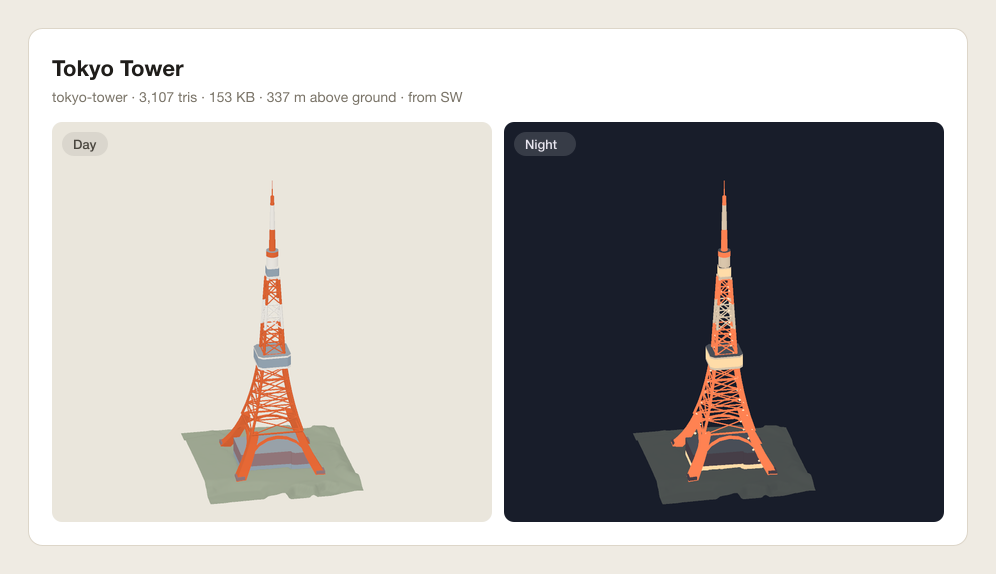 Tokyo Tower
tokyo-tower · 3,107 tris · 153 KB · 337 m above ground · from SW
Day
Night